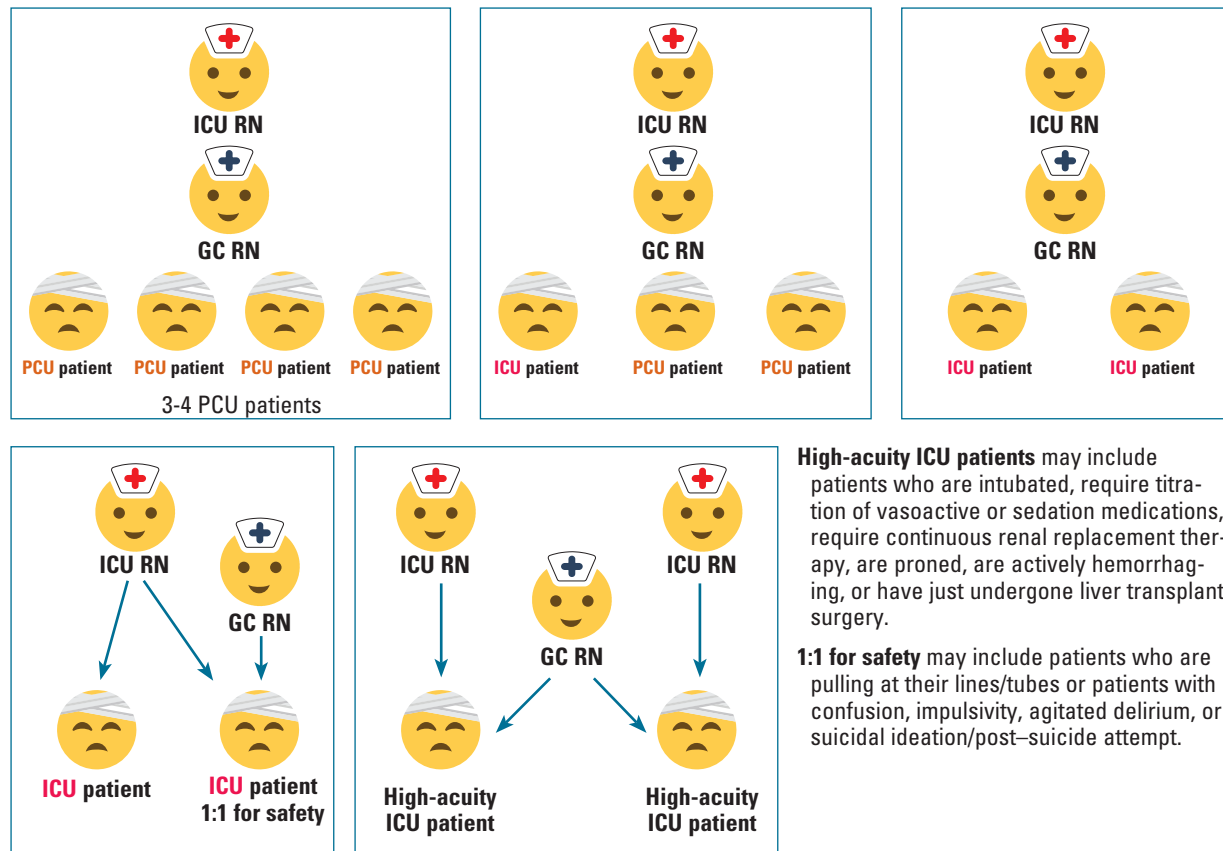 ICU RN
GC RN
PCU patient PCU patient PCU patient PCU patient
3-4 PCU patients
ICU RN
GC RN
ICU patient PCU patient PCU patient
ICU RN
GC RN
ICU patient ICU patient
ICU RN
GC RN
ICU patient
ICU patient
1:1 for safety
ICU RN
ICU RN
GC RN
High-acuity
ICU patient
High-acuity
ICU patient
High-acuity ICU patients may include
patients who are intubated, require titra-
tion of vasoactive or sedation medications,
require continuous renal replacement ther-
apy, are proned, are actively hemorrhag-
ing, or have just undergone liver transplant
surgery.
1:1 for safety may include patients who are
pulling at their lines/tubes or patients with
confusion, impulsivity, agitated delirium, or
suicidal ideation/post–suicide attempt.